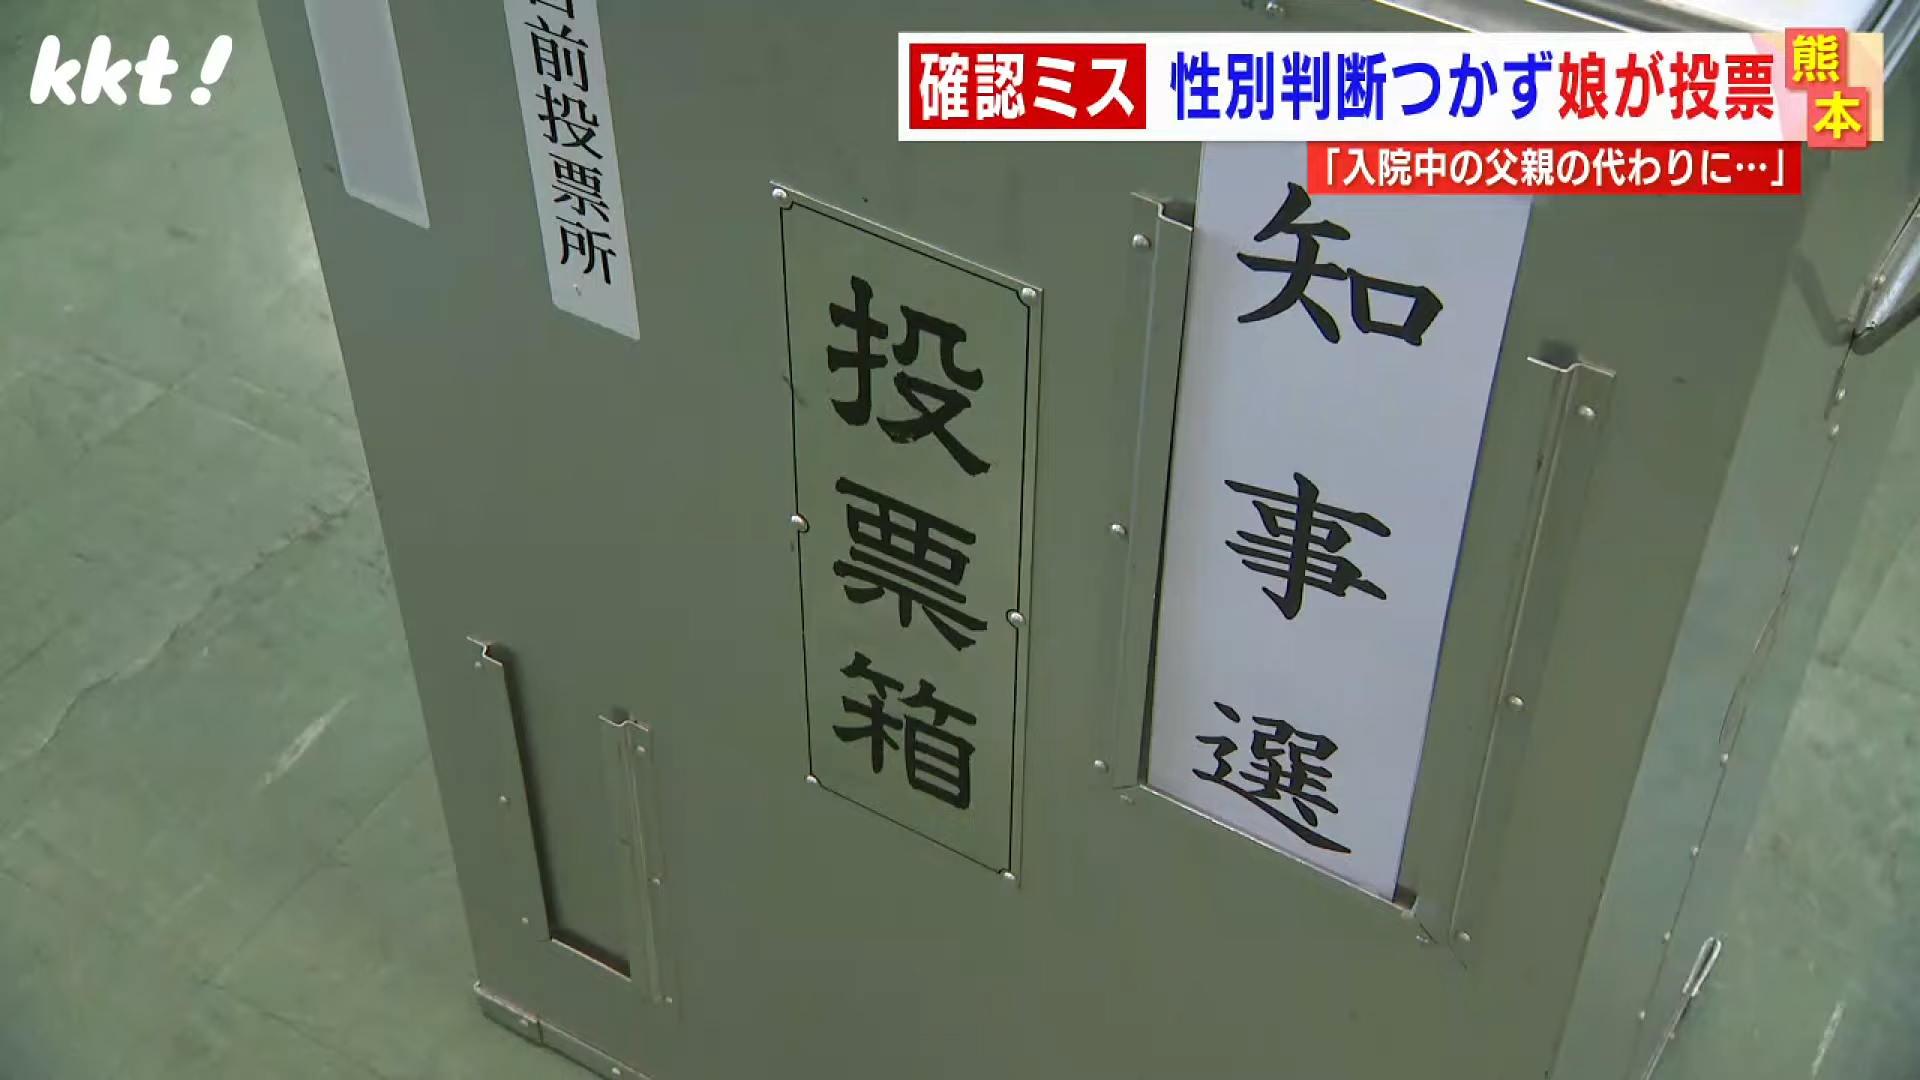 kkt!
確認ミス 性別判断つかず娘が投票
熊本
「入院中の父親の代わりに…」
日前投票所
投票箱
知事選